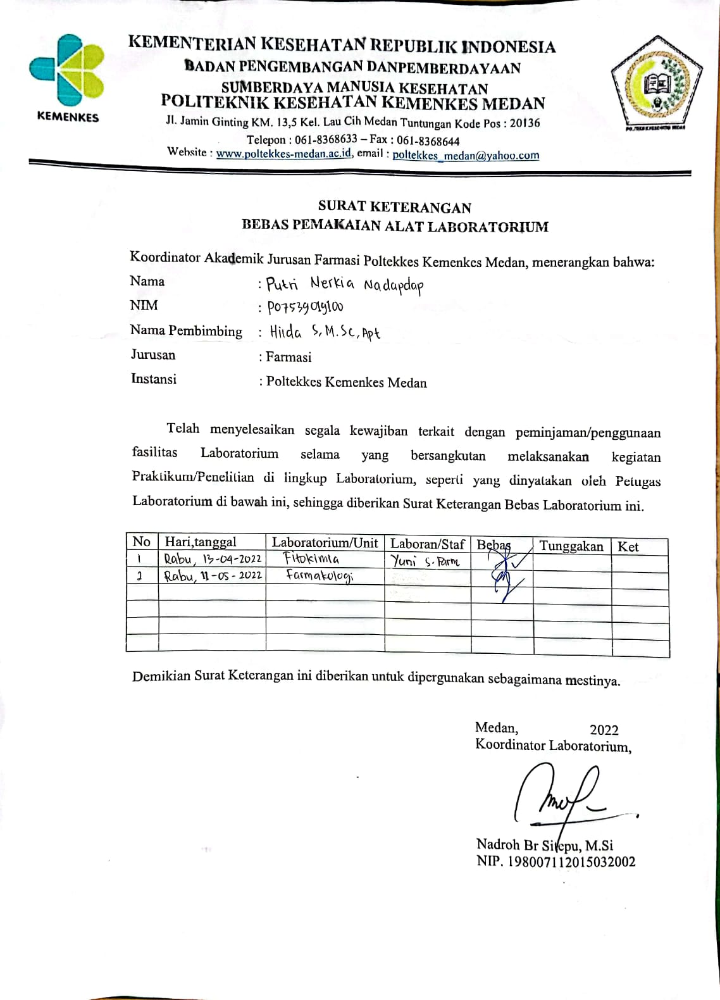 KEMENTERIAN KESEHATAN REPUBLIK INDONESIA
BADAN PENGEMBANGAN DANPEMBERDAYAAN
SUMBERDAYA MANUSIA KESEHATAN
POLITEKNIK KESEHATAN KEMENKES MEDAN
KEMENKES
Jl. Jamin Ginting KM. 13,5 Kel. Lau Cih Medan Tuntungan Kode Pos : 20136
Telepon : 061-8368633 – Fax : 061-8368644
Website : www.poltekkes-medan.ac.id, email : poltekkes_medan@yahoo.com
SURAT KETERANGAN
BEBAS PEMAKAIAN ALAT LABORATORIUM
Koordinator Akademik Jurusan Farmasi Poltekkes Kemenkes Medan, menerangkan bahwa:
Nama : Putri Nerkia Nadapdap
NIM : P07539019100
Nama Pembimbing : Hilda S, M.Sc, Apt
Jurusan : Farmasi
Instansi : Poltekkes Kemenkes Medan
Telah menyelesaikan segala kewajiban terkait dengan peminjaman/penggunaan
fasilitas Laboratorium selama yang bersangkutan melaksanakan kegiatan
Praktikum/Penelitian di lingkup Laboratorium, seperti yang dinyatakan oleh Petugas
Laboratorium di bawah ini, sehingga diberikan Surat Keterangan Bebas Laboratorium ini.
No Hari,tanggal Laboratorium/Unit Laboran/Staf Bebas Tunggakan Ket
1 Rabu, 13-04-2022 Fitokimia Yuni S. Farm
2 Rabu, 11-05-2022 Farmakologi
Demikian Surat Keterangan ini diberikan untuk dipergunakan sebagaimana mestinya.
Medan, 2022
Koordinator Laboratorium,
Nadroh Br Sitepu, M.Si
NIP. 198007112015032002